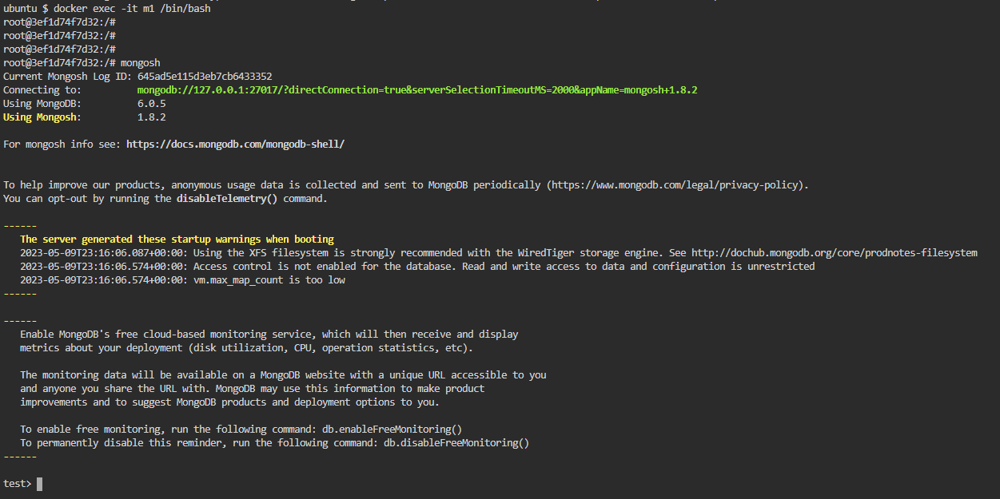 ubuntu $ docker exec -it m1 /bin/bash
root@3ef1d74f7d32:/#
root@3ef1d74f7d32:/#
root@3ef1d74f7d32:/#
root@3ef1d74f7d32:/# mongosh
Current Mongosh Log ID: 645ad5e115d3eb7cb6433352
Connecting to:          mongodb://127.0.0.1:27017/?directConnection=true&serverSelectionTimeoutMS=2000&appName=mongosh+1.8.2
Using MongoDB:          6.0.5
Using Mongosh:          1.8.2
For mongosh info see: https://docs.mongodb.com/mongodb-shell/
To help improve our products, anonymous usage data is collected and sent to MongoDB periodically (https://www.mongodb.com/legal/privacy-policy).
You can opt-out by running the disableTelemetry() command.
------
   The server generated these startup warnings when booting
   2023-05-09T23:16:06.087+00:00: Using the XFS filesystem is strongly recommended with the WiredTiger storage engine. See http://dochub.mongodb.org/core/prodnotes-filesystem
   2023-05-09T23:16:06.574+00:00: Access control is not enabled for the database. Read and write access to data and configuration is unrestricted
   2023-05-09T23:16:06.574+00:00: vm.max_map_count is too low
------
------
   Enable MongoDB's free cloud-based monitoring service, which will then receive and display
   metrics about your deployment (disk utilization, CPU, operation statistics, etc).
   The monitoring data will be available on a MongoDB website with a unique URL accessible to you
   and anyone you share the URL with. MongoDB may use this information to make product
   improvements and to suggest MongoDB products and deployment options to you.
   To enable free monitoring, run the following command: db.enableFreeMonitoring()
   To permanently disable this reminder, run the following command: db.disableFreeMonitoring()
------
test>